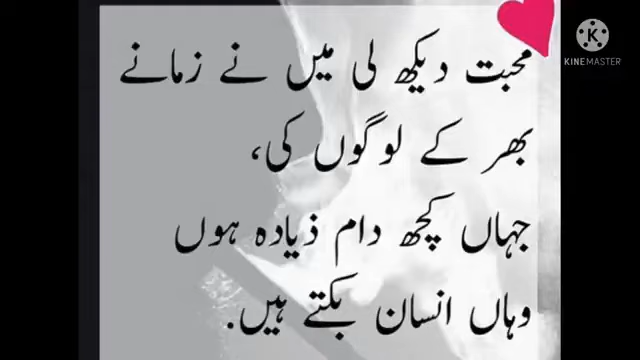 محبت دیکھ لی میں نے زمانے
بھر کے لوگوں کی،
جہاں کچھ دام ذیادہ ہوں
وہاں انسان بکتے ہیں.
KINEMASTER